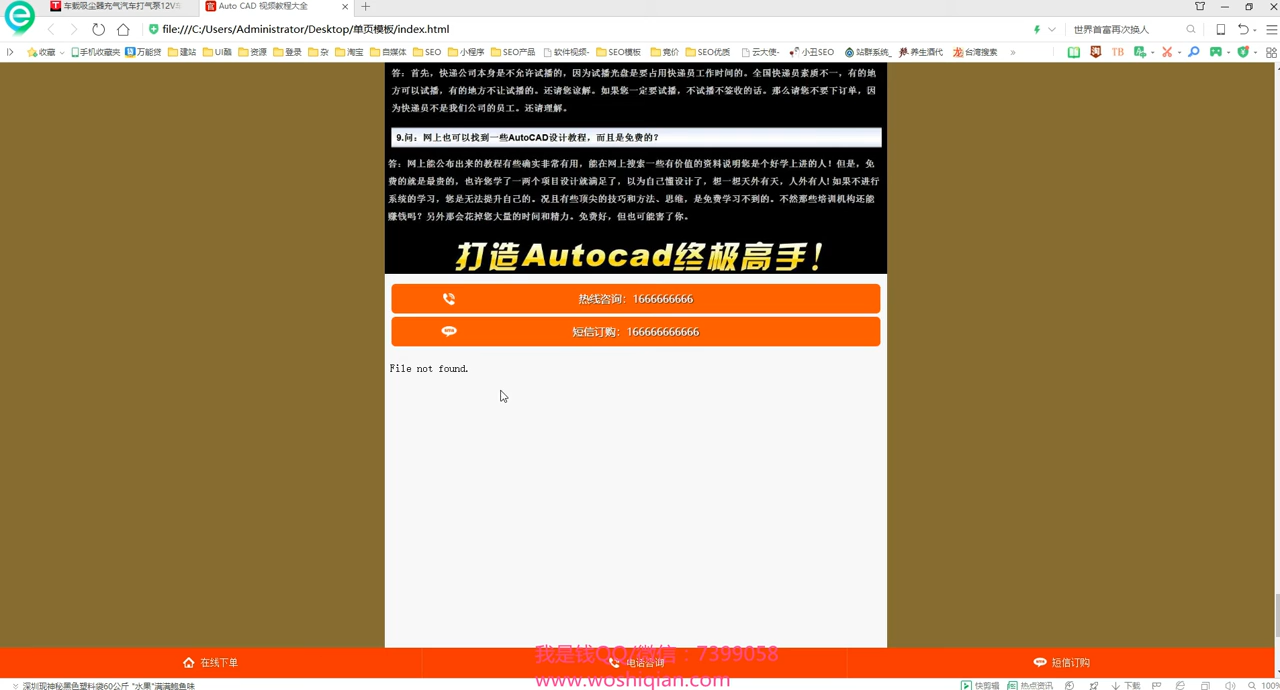 车载吸尘器充气汽车打气泵12V
Auto CAD 视频教程大全
file:///C:/Users/Administrator/Desktop/单页模板/index.html
世界首富再次换人
收藏 手机收藏夹 万能贷 建站 UI酷 资源 登录 杂 淘宝 自媒体 SEO 小程序 SEO产品 软件视频- SEO模板 竞价 SEO优质 云大使- 小丑SEO 站群系统_ 养生酒代 台湾搜索 »
答：首先，快递公司本身是不允许试播的，因为试播光盘是要占用快递员工作时间的。全国快递员素质不一，有的地
方可以试播，有的地方不让试播的。还请您谅解。如果您一定要试播，不试播不签收的话。那么请您不要下订单，因
为快递员不是我们公司的员工。还请理解。
9.问：网上也可以找到一些AutoCAD设计教程，而且是免费的？
答：网上能公布出来的教程有些确实非常有用，能在网上搜索一些有价值的资料说明您是个好学上进的人！但是，免
费的就是最贵的，也许您学了一两个项目设计就满足了，以为自己懂设计了，想一想天外有天，人外有人！如果不进行
系统的学习，您是无法提升自己的。况且有些顶尖的技巧和方法、思维，是免费学习不到的。不然那些培训机构还能
赚钱吗？另外那会花掉您大量的时间和精力。免费好，但也可能害了你。
打造Autocad终极高手！
热线咨询：1666666666
短信订购：166666666666
File not found.
我是钱QQ/微信：7399058
在线下单 电话咨询 短信订购
www.woshiqian.com
深圳现神秘黑色塑料袋60公斤 "水果"满满鲍鱼味 快剪辑 热点资讯 下载 100%